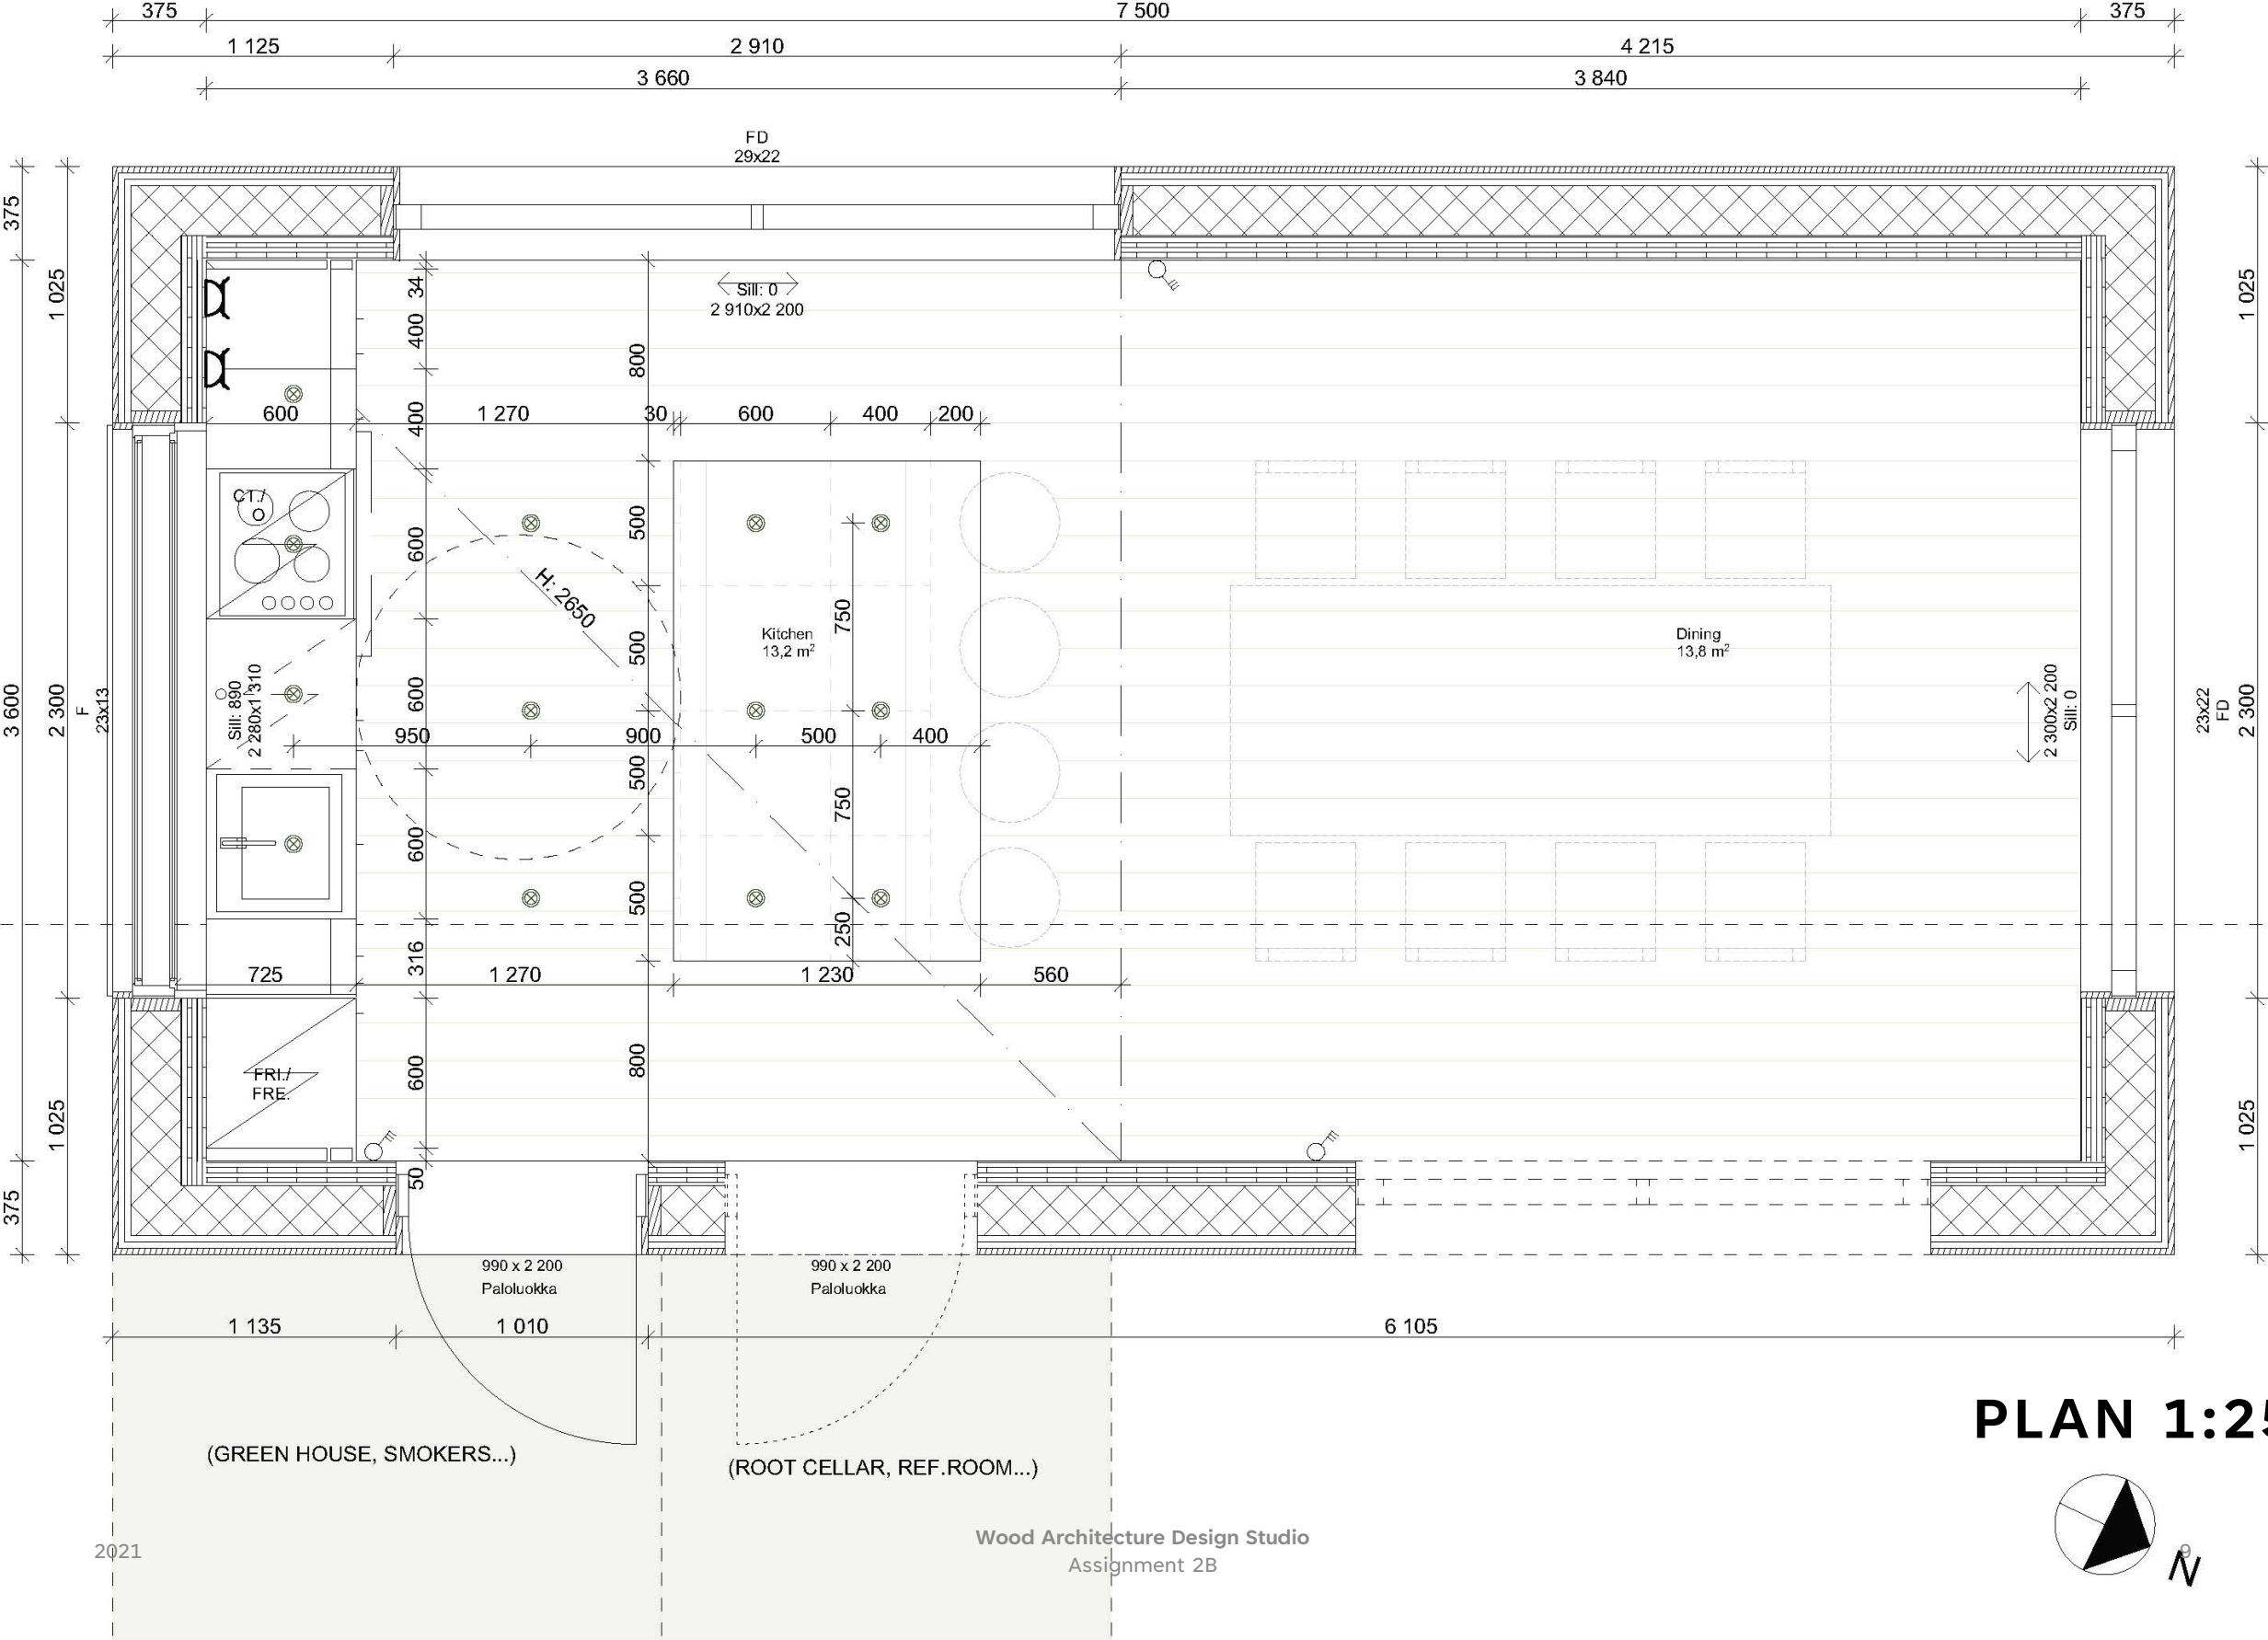 375
7 500
375
1 125
2 910
4 215
3 660
3 840
FD
29x22
375
1 025
3 600
2 300
F
23x13
1 025
375
1 025
2 300
23x22
FD
1 025
34
400
400
600
600
600
316
600
50
800
500
500
500
500
800
Sill: 0
2 910x2 200
600
1 270
30
600
400
200
CT./
O
H: 2650
Kitchen
13,2 m²
750
750
250
Dining
13,8 m²
Sill: 890
2 280x1 310
2 300x2 200
Sill: 0
950
900
500
400
725
1 270
1 230
560
FRI./
FRE.
990 x 2 200
Paloluokka
990 x 2 200
Paloluokka
1 135
1 010
6 105
PLAN 1:25
(GREEN HOUSE, SMOKERS...)
(ROOT CELLAR, REF.ROOM...)
2021
Wood Architecture Design Studio
Assignment 2B
9
N